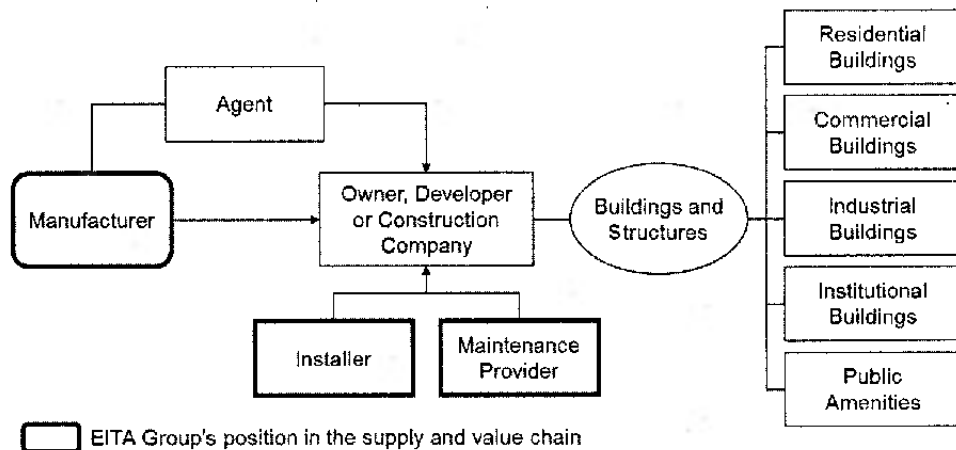 Agent
Manufacturer
Owner, Developer
or Construction
Company
Installer
Maintenance
Provider
Buildings and
Structures
Residential
Buildings
Commercial
Buildings
Industrial
Buildings
Institutional
Buildings
Public
Amenities
EITA Group's position in the supply and value chain